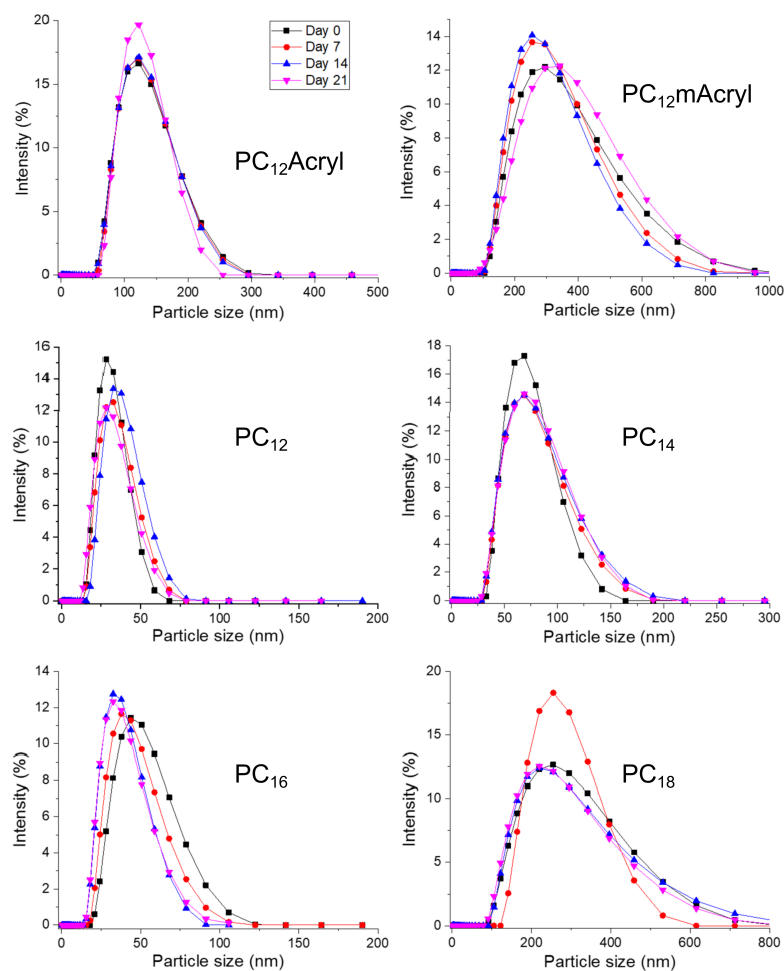 20
15
10
5
0
Intensity (%)
0 100 200 300 400 500
Particle size (nm)
PC₁₂Acryl
Day 0
Day 7
Day 14
Day 21
14
12
10
8
6
4
2
0
Intensity (%)
0 200 400 600 800 1000
Particle size (nm)
PC₁₂mAcryl
16
14
12
10
8
6
4
2
0
Intensity (%)
0 50 100 150 200
Particle size (nm)
PC₁₂
18
16
14
12
10
8
6
4
2
0
Intensity (%)
0 50 100 150 200 250 300
Particle size (nm)
PC₁₄
14
12
10
8
6
4
2
0
Intensity (%)
0 50 100 150 200
Particle size (nm)
PC₁₆
20
15
10
5
0
Intensity (%)
0 200 400 600 800
Particle size (nm)
PC₁₈